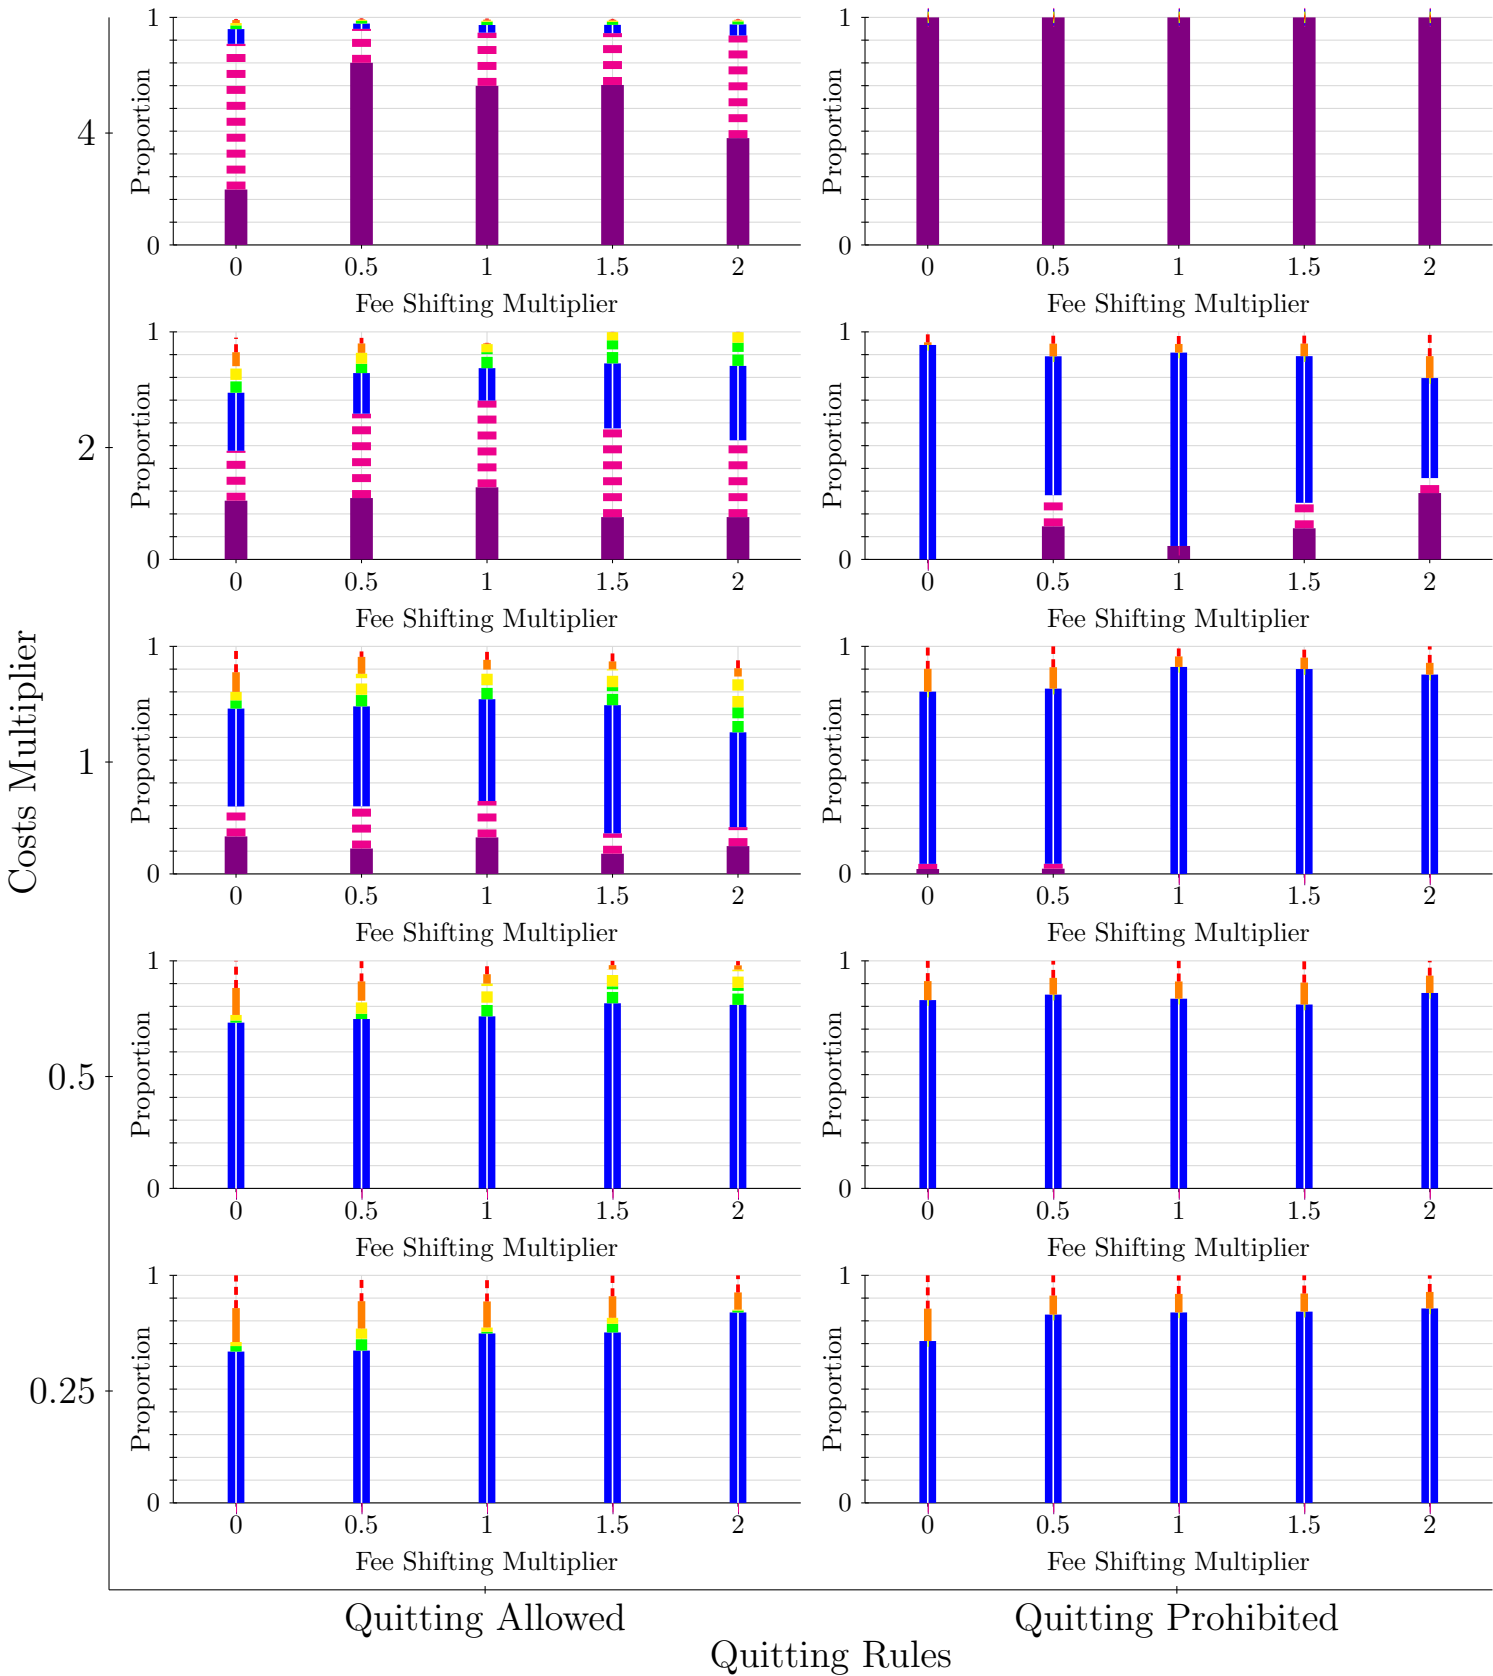 Costs Multiplier
4
Proportion
1
0
0 0.5 1 1.5 2
Fee Shifting Multiplier
Proportion
1
0
0 0.5 1 1.5 2
Fee Shifting Multiplier
2
Proportion
1
0
0 0.5 1 1.5 2
Fee Shifting Multiplier
Proportion
1
0
0 0.5 1 1.5 2
Fee Shifting Multiplier
1
Proportion
1
0
0 0.5 1 1.5 2
Fee Shifting Multiplier
Proportion
1
0
0 0.5 1 1.5 2
Fee Shifting Multiplier
0.5
Proportion
1
0
0 0.5 1 1.5 2
Fee Shifting Multiplier
Proportion
1
0
0 0.5 1 1.5 2
Fee Shifting Multiplier
0.25
Proportion
1
0
0 0.5 1 1.5 2
Fee Shifting Multiplier
Proportion
1
0
0 0.5 1 1.5 2
Fee Shifting Multiplier
Quitting Allowed
Quitting Prohibited
Quitting Rules